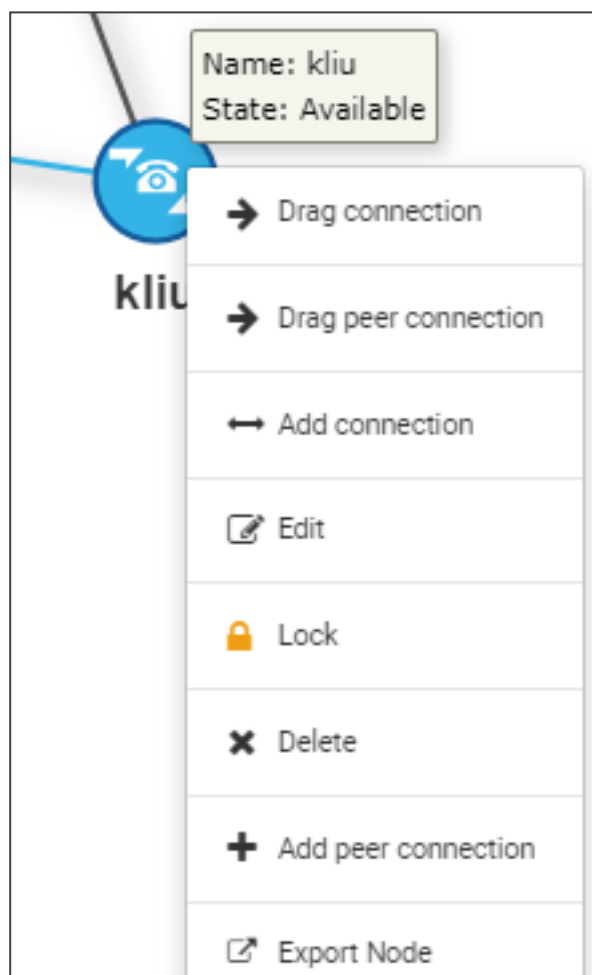 Name: kliu
State: Available
kliu
Drag connection
Drag peer connection
Add connection
Edit
Lock
Delete
Add peer connection
Export Node